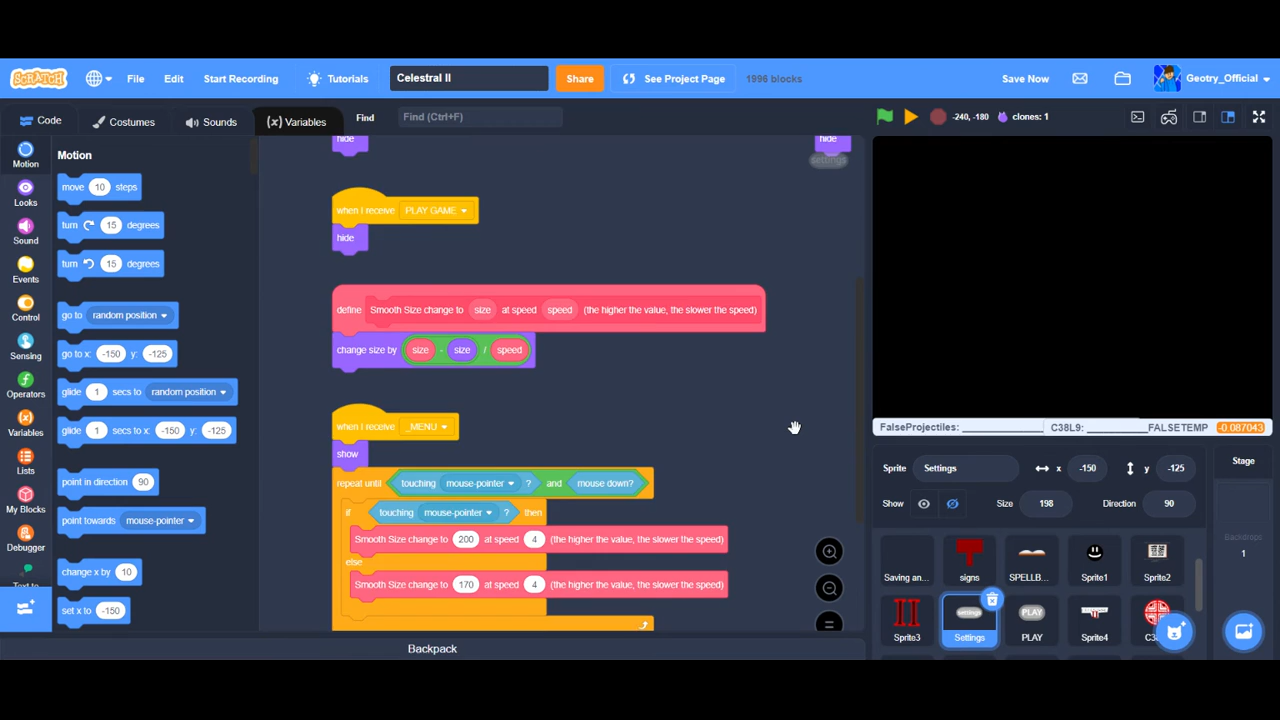 SCRATCH File Edit Start Recording Tutorials Celestral II Share See Project Page 1996 blocks Save Now Geotry_Official
Code Costumes Sounds (x) Variables Find Find (Ctrl+F) -240, -180 clones: 1
Motion
Looks
Sound
Events
Control
Sensing
Operators
Variables
Lists
My Blocks
Debugger
Motion
move 10 steps
turn 15 degrees
turn 15 degrees
go to random position
go to x: -150 y: -125
glide 1 secs to random position
glide 1 secs to x: -150 y: -125
point in direction 90
point towards mouse-pointer
change x by 10
set x to -150
hide
hide
settings
when I receive PLAY GAME
hide
define Smooth Size change to size at speed speed (the higher the value, the slower the speed)
change size by size - size / speed
when I receive _MENU
show
repeat until touching mouse-pointer ? and mouse down?
if touching mouse-pointer ? then
Smooth Size change to 200 at speed 4 (the higher the value, the slower the speed)
else
Smooth Size change to 170 at speed 4 (the higher the value, the slower the speed)
Backpack
FalseProjectiles: C38L9: FALSETEMP -0.087043
Sprite Settings x -150 y -125
Show Size 198 Direction 90
Saving an... signs SPELLB... Sprite1 Sprite2
Sprite3 Settings PLAY Sprite4
Stage
Backdrops
1